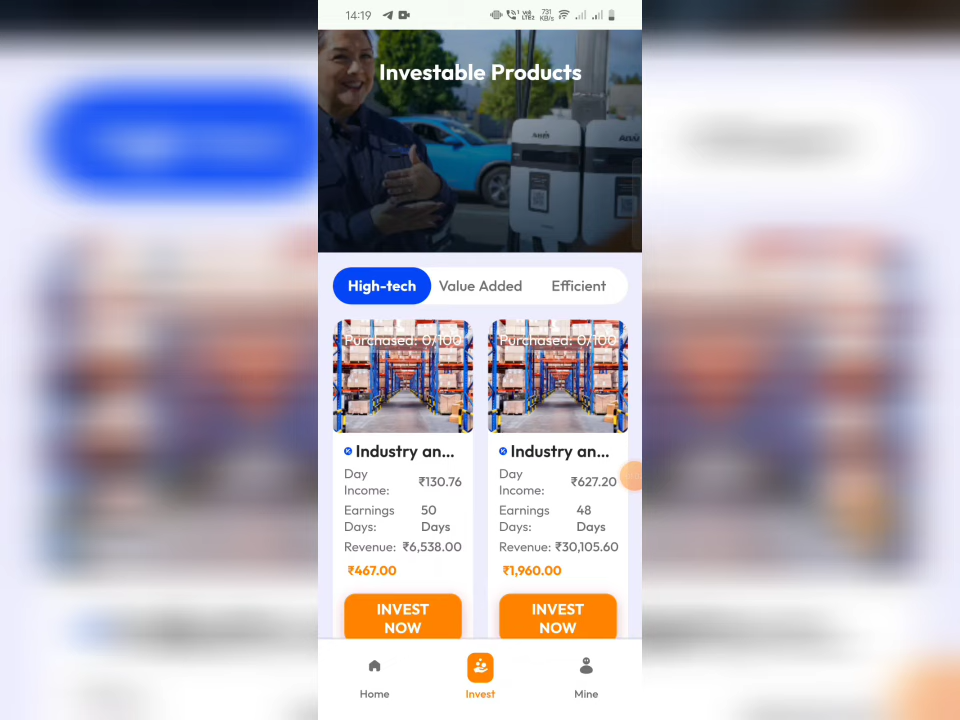 14:19
731
KB/s
Investable Products
High-tech
Value Added
Efficient
Purchased: 0/100
Purchased: 0/100
Industry an...
Industry an...
Day Income: ₹130.76
Day Income: ₹627.20
Earnings Days: 50 Days
Earnings Days: 48 Days
Revenue: ₹6,538.00
Revenue: ₹30,105.60
₹467.00
₹1,960.00
INVEST NOW
INVEST NOW
Home
Invest
Mine